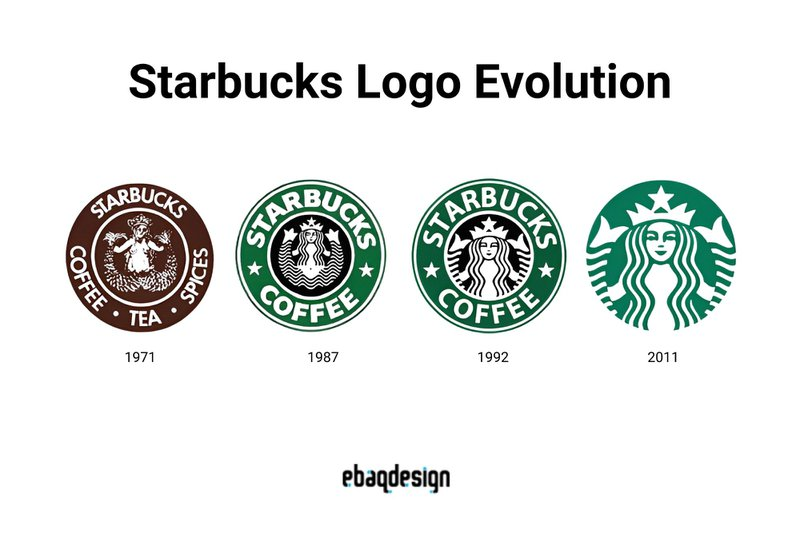 Starbucks Logo Evolution
STARBUCKS
COFFEE • TEA • SPICES
STARBUCKS
COFFEE
STARBUCKS
COFFEE
1971
1987
1992
2011
ebaqdesign